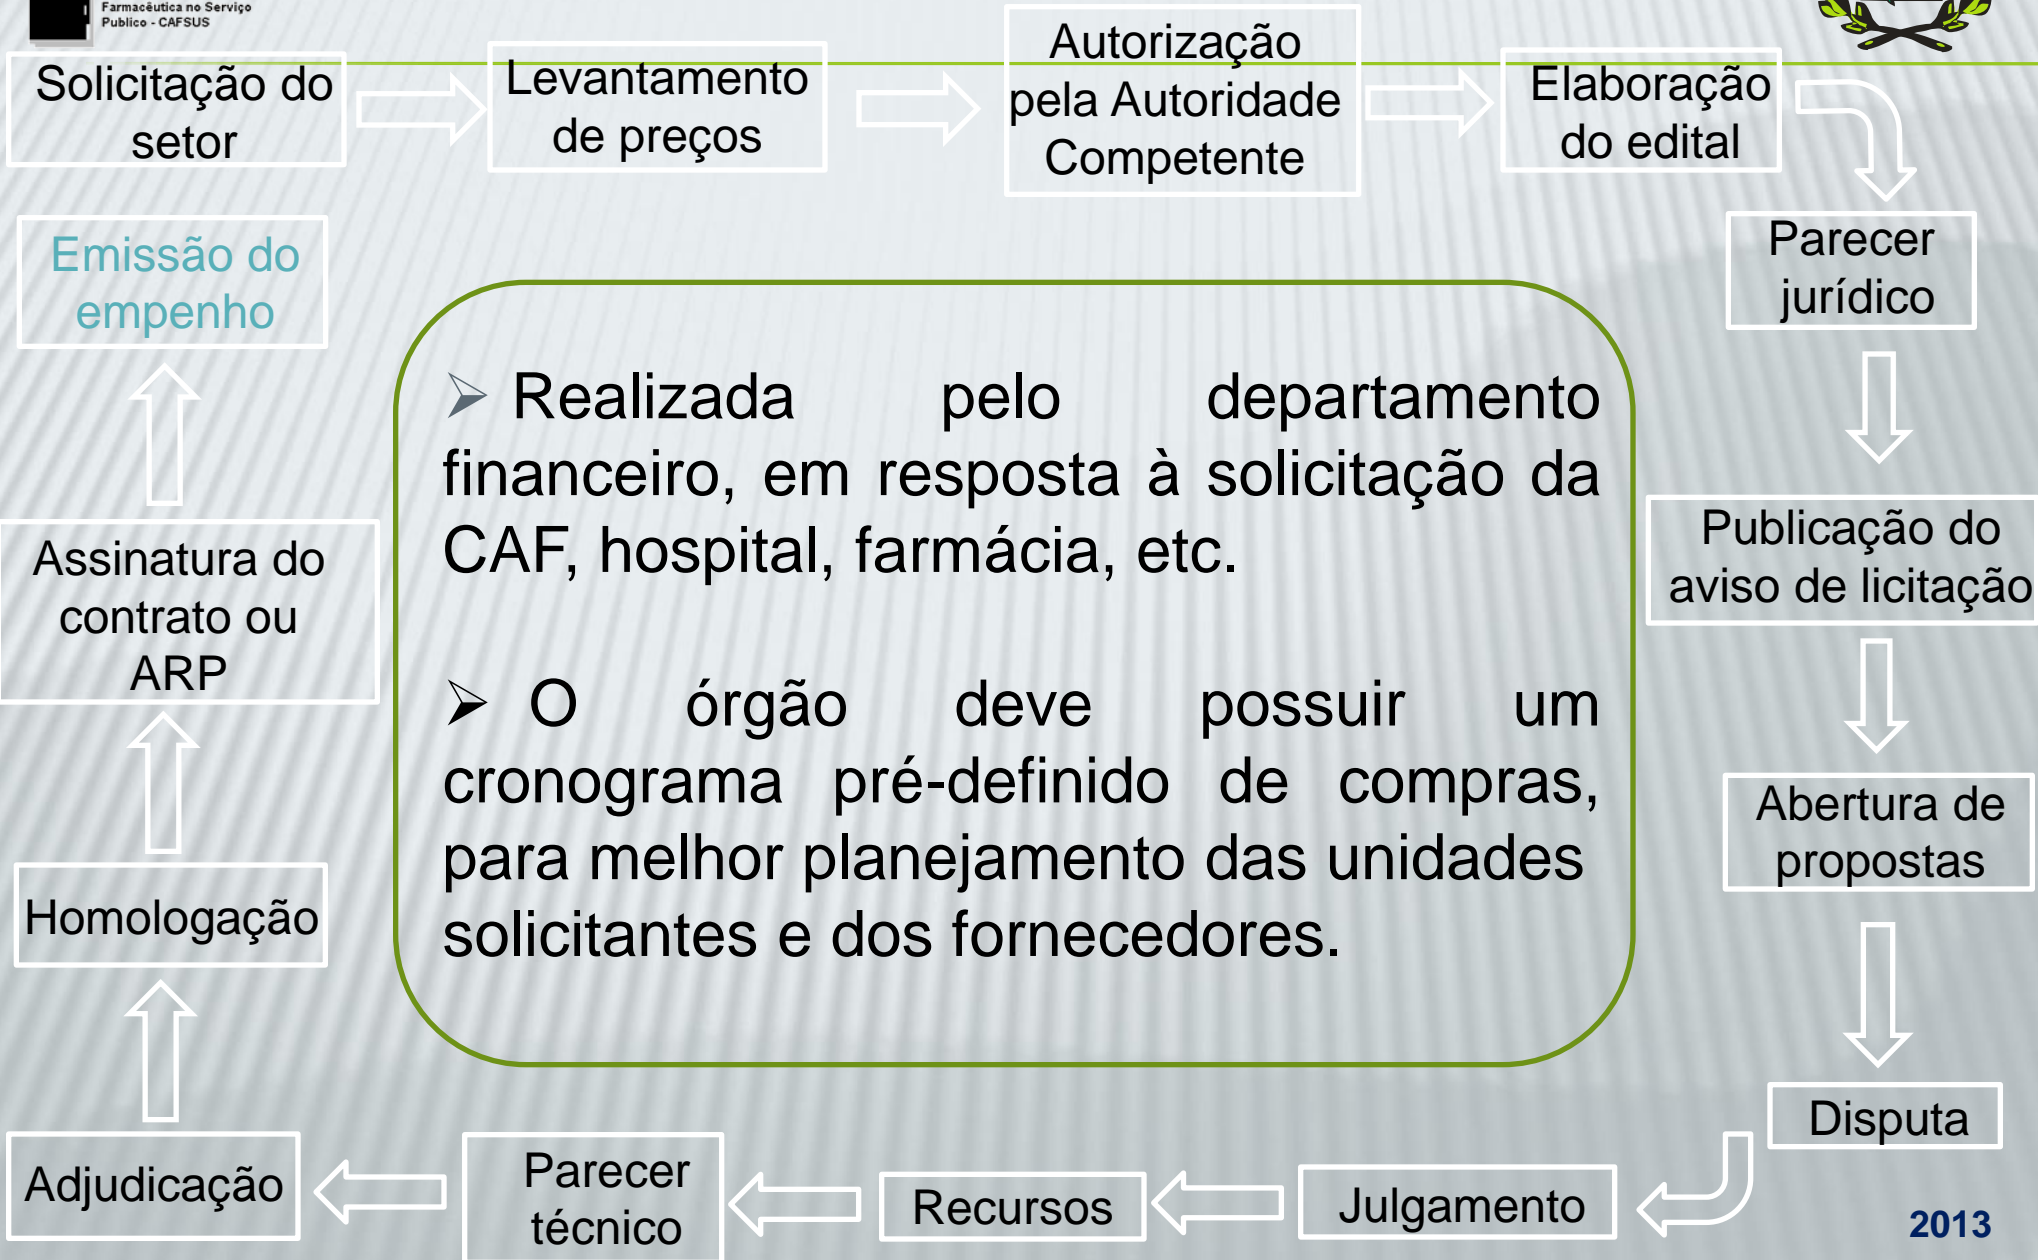 Farmacêutica no Serviço
Publico - CAFSUS
Solicitação do
setor
Levantamento
de preços
Autorização
pela Autoridade
Competente
Elaboração
do edital
Parecer
jurídico
Publicação do
aviso de licitação
Abertura de
propostas
Disputa
Julgamento
Recursos
Parecer
técnico
Adjudicação
Homologação
Assinatura do
contrato ou
ARP
Emissão do
empenho
➢ Realizada pelo departamento
financeiro, em resposta à solicitação da
CAF, hospital, farmácia, etc.
➢ O órgão deve possuir um
cronograma pré-definido de compras,
para melhor planejamento das unidades
solicitantes e dos fornecedores.
2013